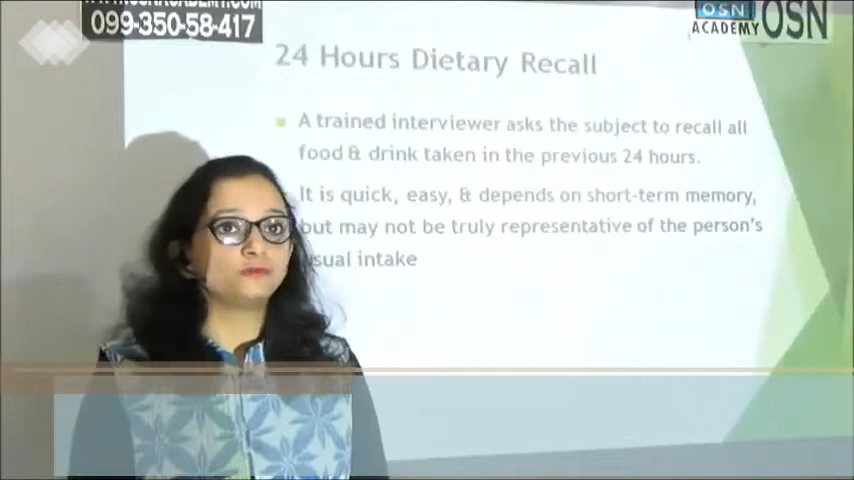 099-350-58-417
OSN
ACADEMY
OSN
24 Hours Dietary Recall
A trained interviewer asks the subject to recall all
food & drink taken in the previous 24 hours.
It is quick, easy, & depends on short-term memory,
but may not be truly representative of the person's
usual intake